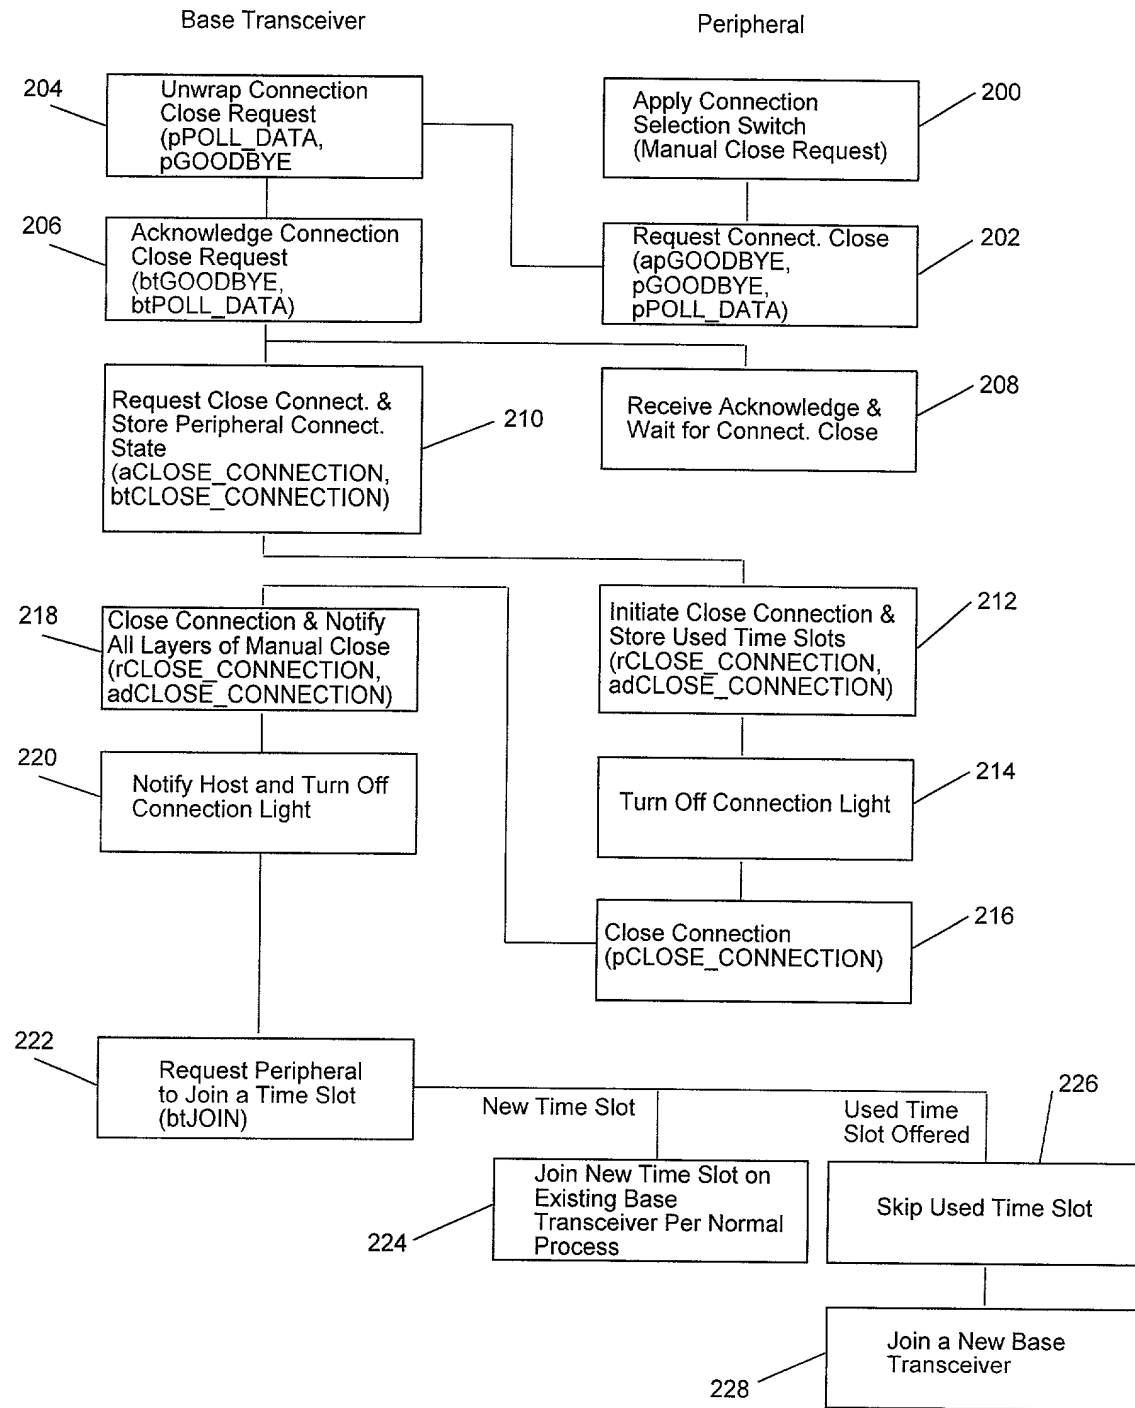 Base Transceiver
Peripheral
204
Unwrap Connection
Close Request
(pPOLL_DATA,
pGOODBYE
Apply Connection
Selection Switch
(Manual Close Request)
200
206
Acknowledge Connection
Close Request
(btGOODBYE,
btPOLL_DATA)
Request Connect. Close
(apGOODBYE,
pGOODBYE,
pPOLL_DATA)
202
Request Close Connect. &
Store Peripheral Connect.
State
(aCLOSE_CONNECTION,
btCLOSE_CONNECTION)
210
Receive Acknowledge &
Wait for Connect. Close
208
218
Close Connection & Notify
All Layers of Manual Close
(rCLOSE_CONNECTION,
adCLOSE_CONNECTION)
Initiate Close Connection &
Store Used Time Slots
(rCLOSE_CONNECTION,
adCLOSE_CONNECTION)
212
220
Notify Host and Turn Off
Connection Light
Turn Off Connection Light
214
Close Connection
(pCLOSE_CONNECTION)
216
222
Request Peripheral
to Join a Time Slot
(btJOIN)
New Time Slot
Used Time
Slot Offered
226
Join New Time Slot on
Existing Base
Transceiver Per Normal
Process
224
Skip Used Time Slot
Join a New Base
Transceiver
228